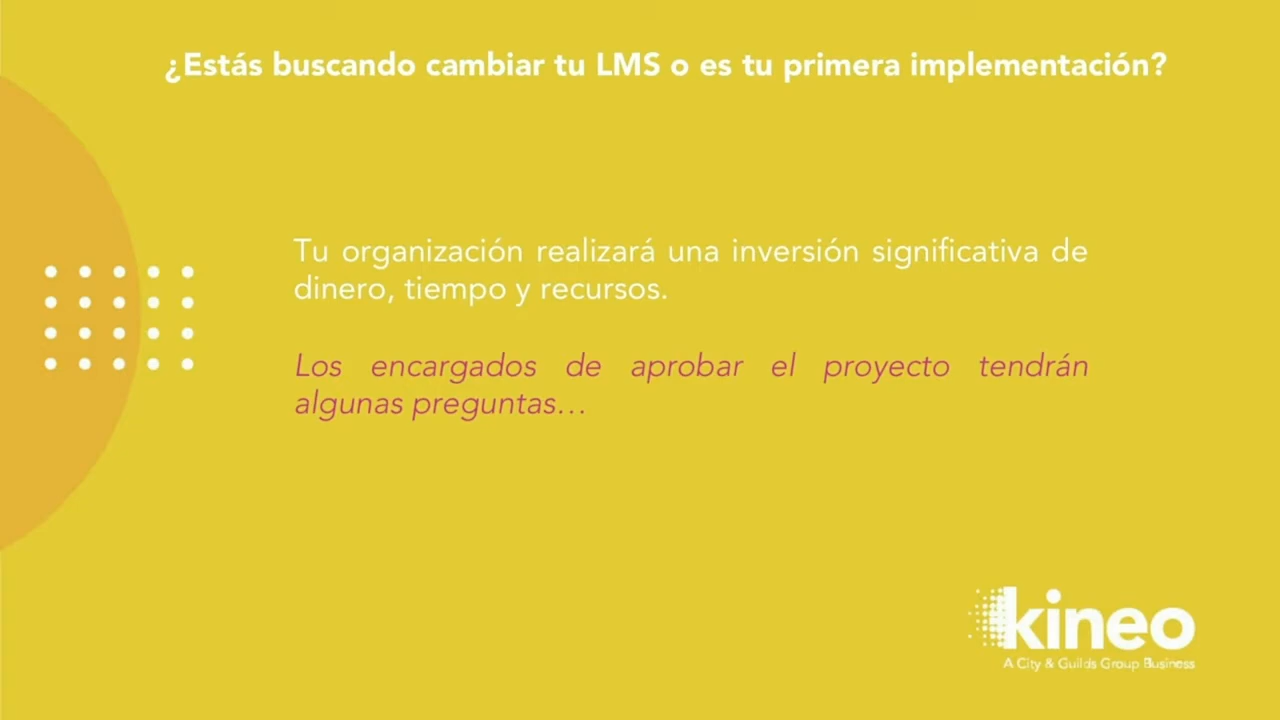 ¿Estás buscando cambiar tu LMS o es tu primera implementación?
Tu organización realizará una inversión significativa de
dinero, tiempo y recursos.
Los encargados de aprobar el proyecto tendrán
algunas preguntas...
kineo
A City & Guilds Group Business